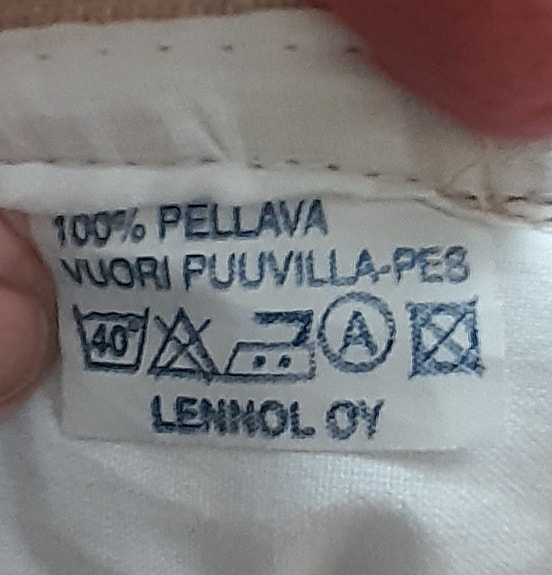 100% PELLAVA
VUORI PUUVILLA-PES
40°
A
LENNOL OY